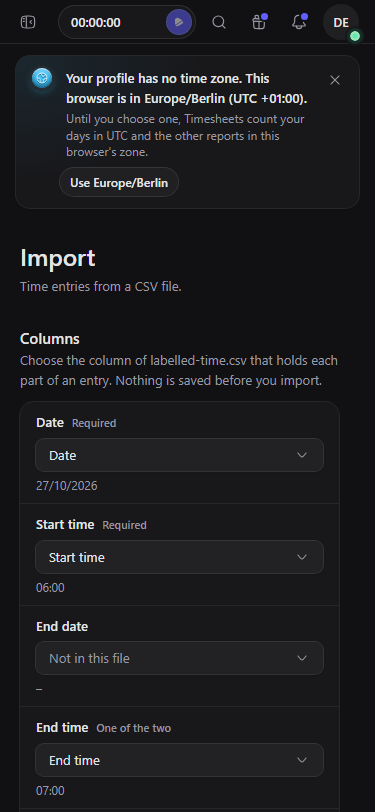 00:00:00
DE
Your profile has no time zone. This
browser is in Europe/Berlin (UTC +01:00).
Until you choose one, Timesheets count your
days in UTC and the other reports in this
browser's zone.
Use Europe/Berlin
Import
Time entries from a CSV file.
Columns
Choose the column of labelled-time.csv that holds each
part of an entry. Nothing is saved before you import.
Date Required
Date
27/10/2026
Start time Required
Start time
06:00
End date
Not in this file
–
End time One of the two
End time
07:00